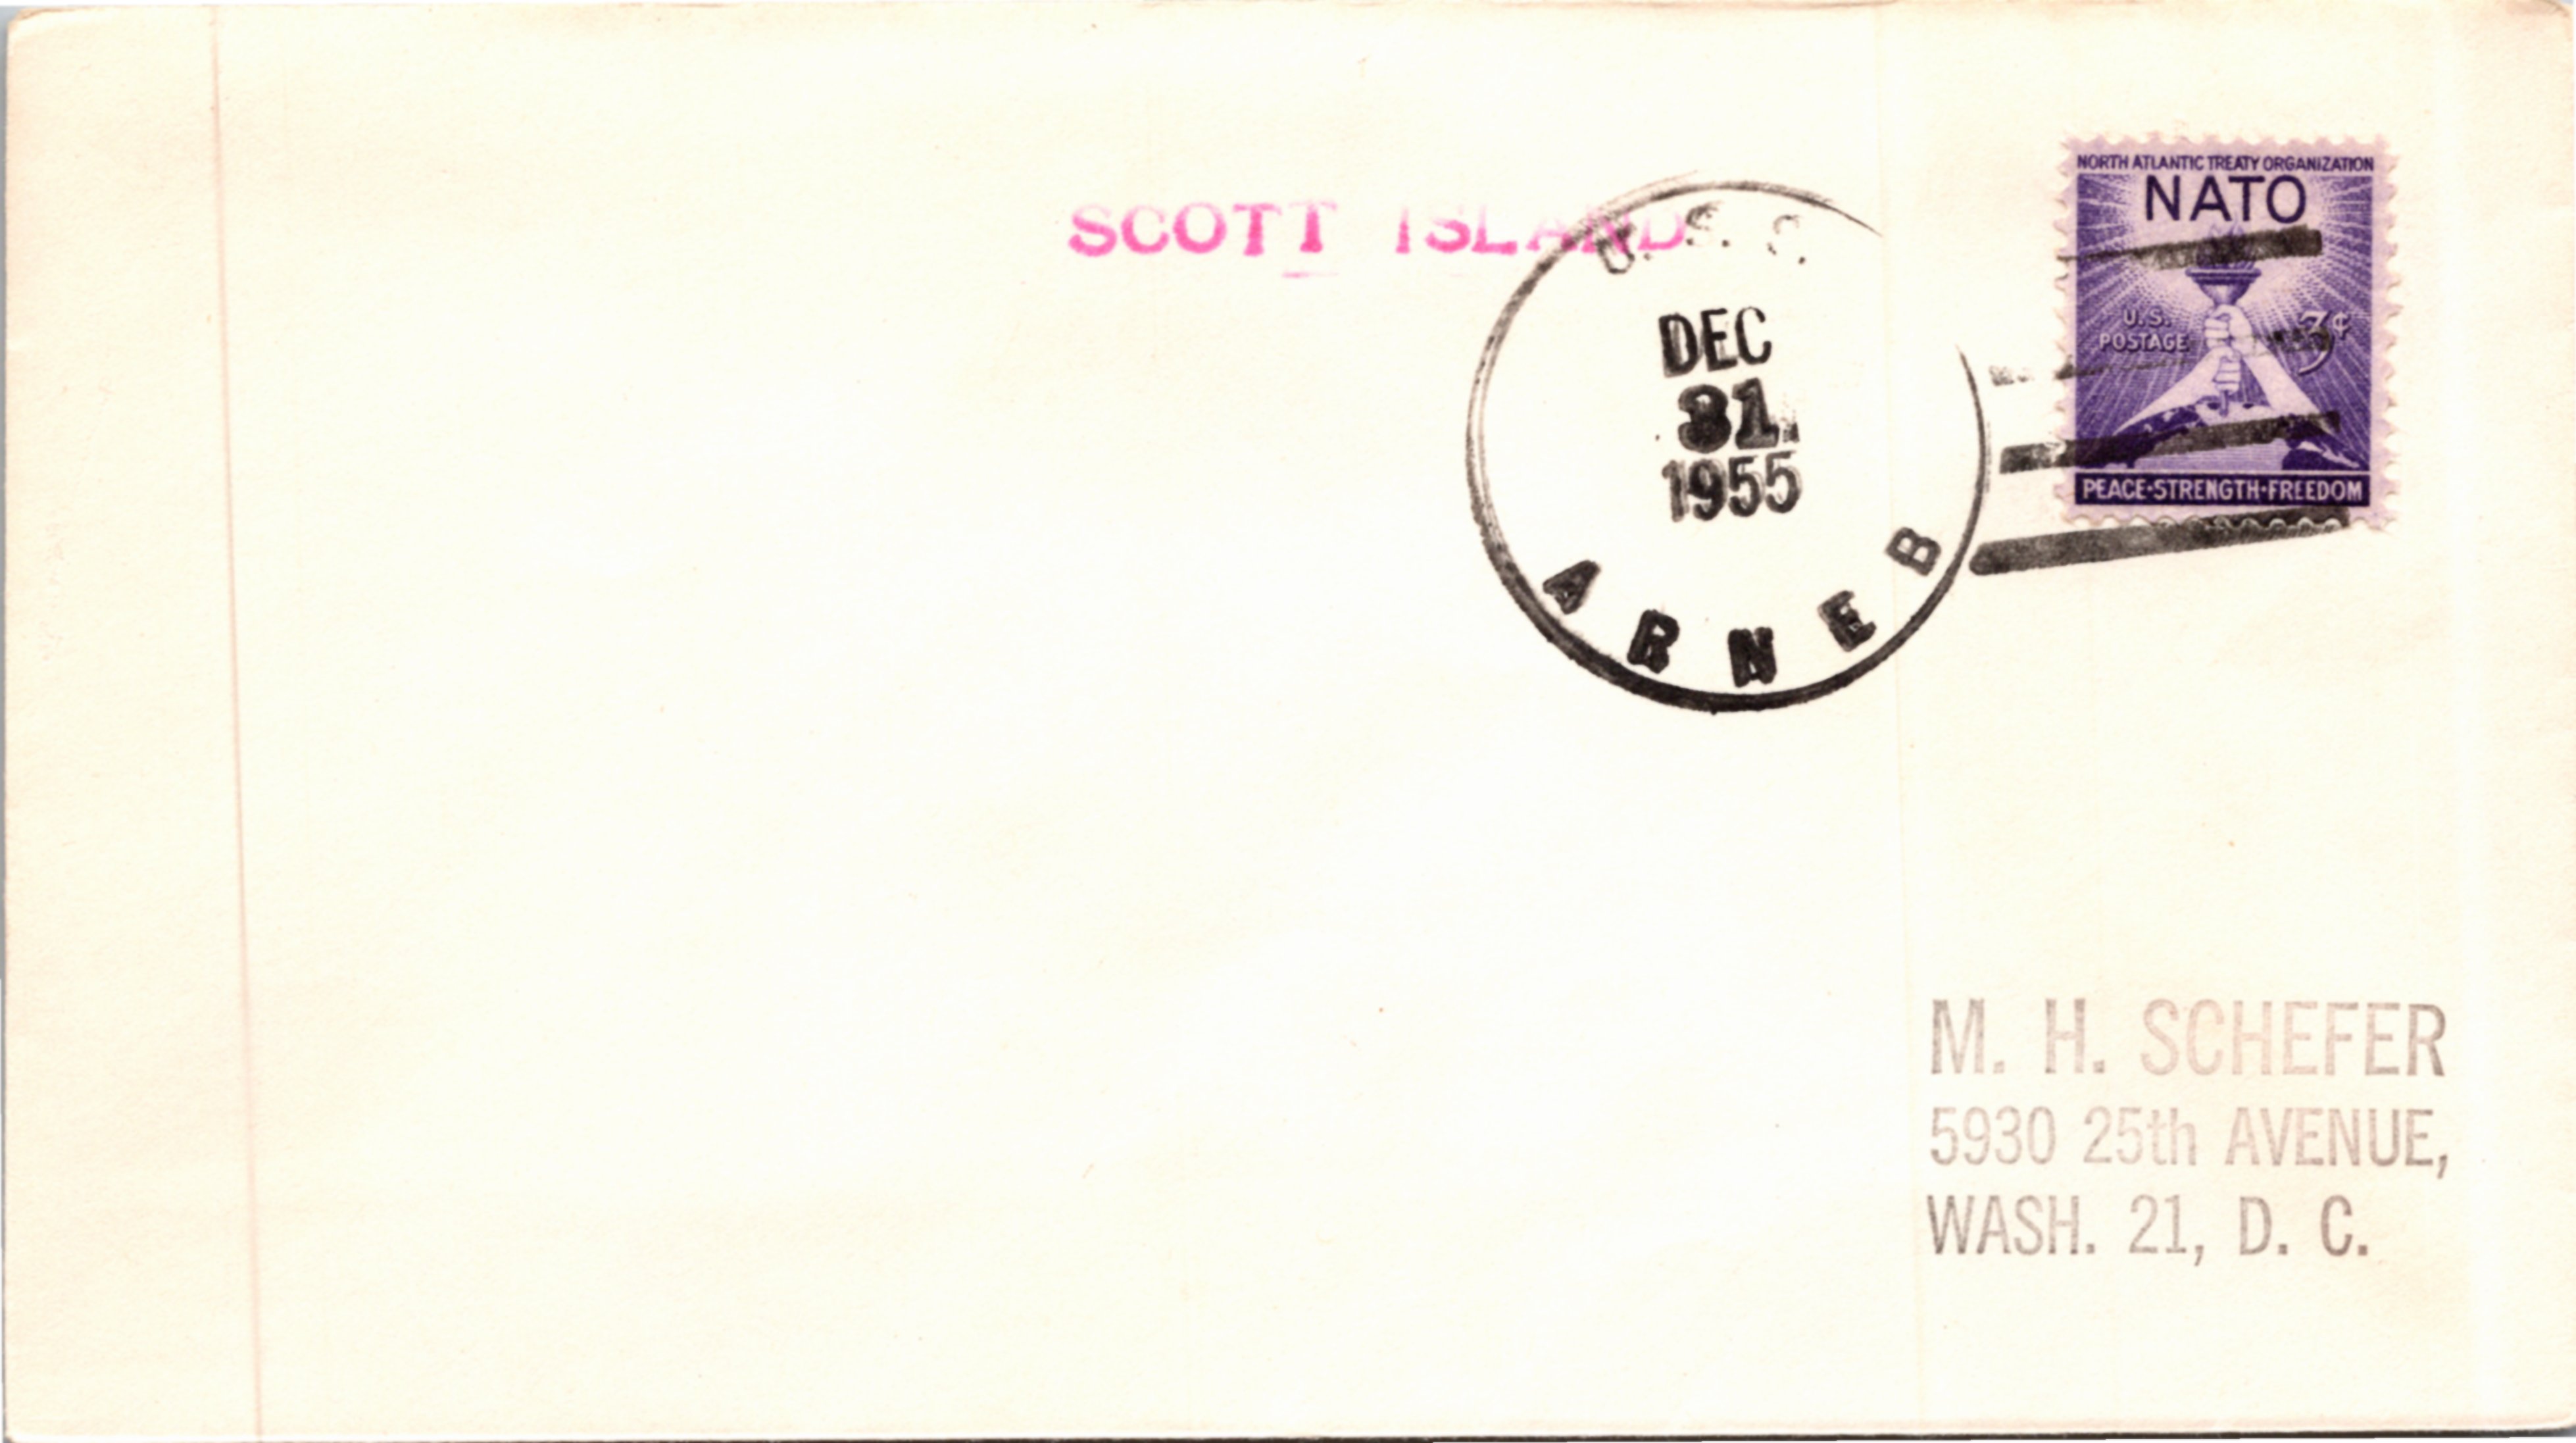 SCOTT ISLAND
U. S. S.
DEC
31
1955
ARNEB
NORTH ATLANTIC TREATY ORGANIZATION
NATO
U.S.
POSTAGE
3¢
PEACE·STRENGTH·FREEDOM
M. H. SCHEFER
5930 25th AVENUE,
WASH. 21, D. C.